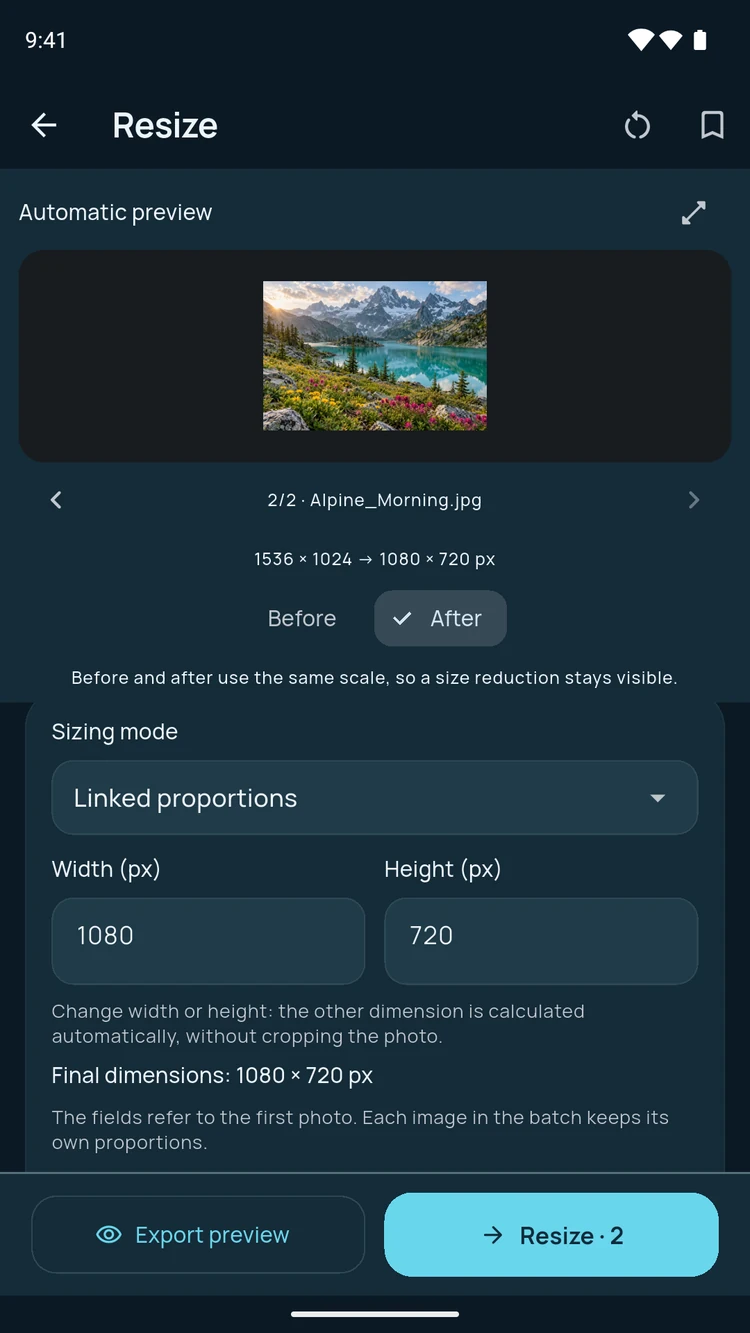 9:41
Resize
Automatic preview
2/2 · Alpine_Morning.jpg
1536 × 1024 → 1080 × 720 px
Before
After
Before and after use the same scale, so a size reduction stays visible.
Sizing mode
Linked proportions
Width (px)
Height (px)
1080
720
Change width or height: the other dimension is calculated
automatically, without cropping the photo.
Final dimensions: 1080 × 720 px
The fields refer to the first photo. Each image in the batch keeps its
own proportions.
Export preview
Resize · 2